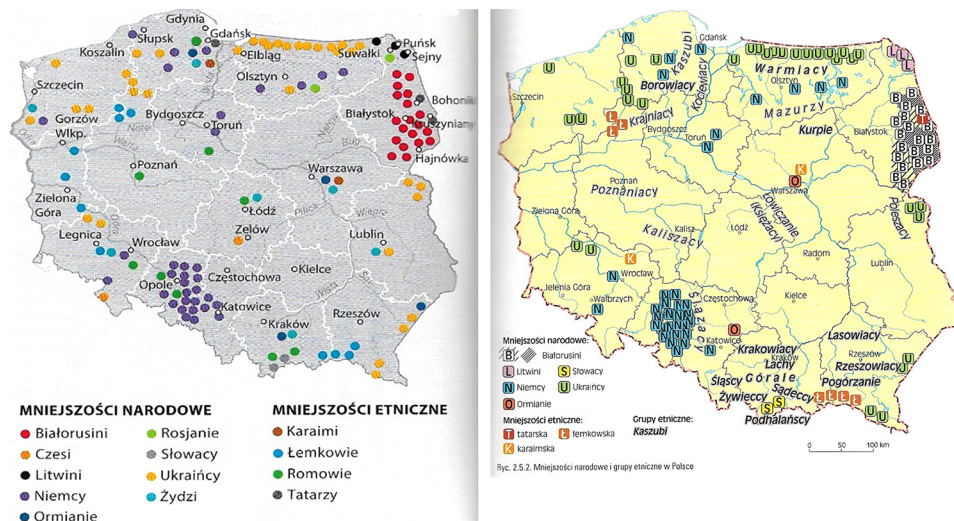 Gdynia
Słupsk
Gdańsk
Koszalin
Elbląg
Suwałki
Puńsk
Sejny
Szczecin
Olsztyn
Gorzów
Wlkp.
Noteć
Bydgoszcz
Toruń
Białystok
Bohoniki
Kruszyniany
Hajnówka
Bug
Poznań
Warszawa
Zielona
Góra
Łódź
Pilica
Wieprz
Zelów
Lublin
Legnica
Wrocław
Opole
Częstochowa
Kielce
Katowice
Wisła
Kraków
Rzeszów
MNIEJSZOŚCI NARODOWE
Białorusini
Czesi
Litwini
Niemcy
Ormianie
Rosjanie
Słowacy
Ukraińcy
Żydzi
MNIEJSZOŚCI ETNICZNE
Karaimi
Łemkowie
Romowie
Tatarzy
Gdańsk
Kaszubi
Kociewiacy
Borowiacy
Warmiacy
Olsztyn
Mazurzy
Szczecin
Krajniacy
Bydgoszcz
Toruń
Kurpie
Białystok
Poznań
Poznaniacy
Warszawa
Łowiczanie
(Księżacy)
Poleszacy
Zielona Góra
Kaliszacy
Kalisz
Łódź
Radom
Lublin
Wrocław
Jelenia Góra
Wałbrzych
Częstochowa
Kielce
Ślązacy
Katowice
Krakowiacy
Kraków
Lachy
Lasowiacy
Rzeszów
Rzeszowiacy
Śląscy
Górale
Sądeccy
Pogórzanie
Żywieccy
Podhalańscy
Mniejszości narodowe:
B Białorusini
L Litwini
S Słowacy
N Niemcy
U Ukraińcy
O Ormianie
Mniejszości etniczne:
T tatarska
Ł łemkowska
K karaimska
Grupy etniczne:
Kaszubi
0 50 100 km
Ryc. 2.5.2. Mniejszości narodowe i grupy etniczne w Polsce